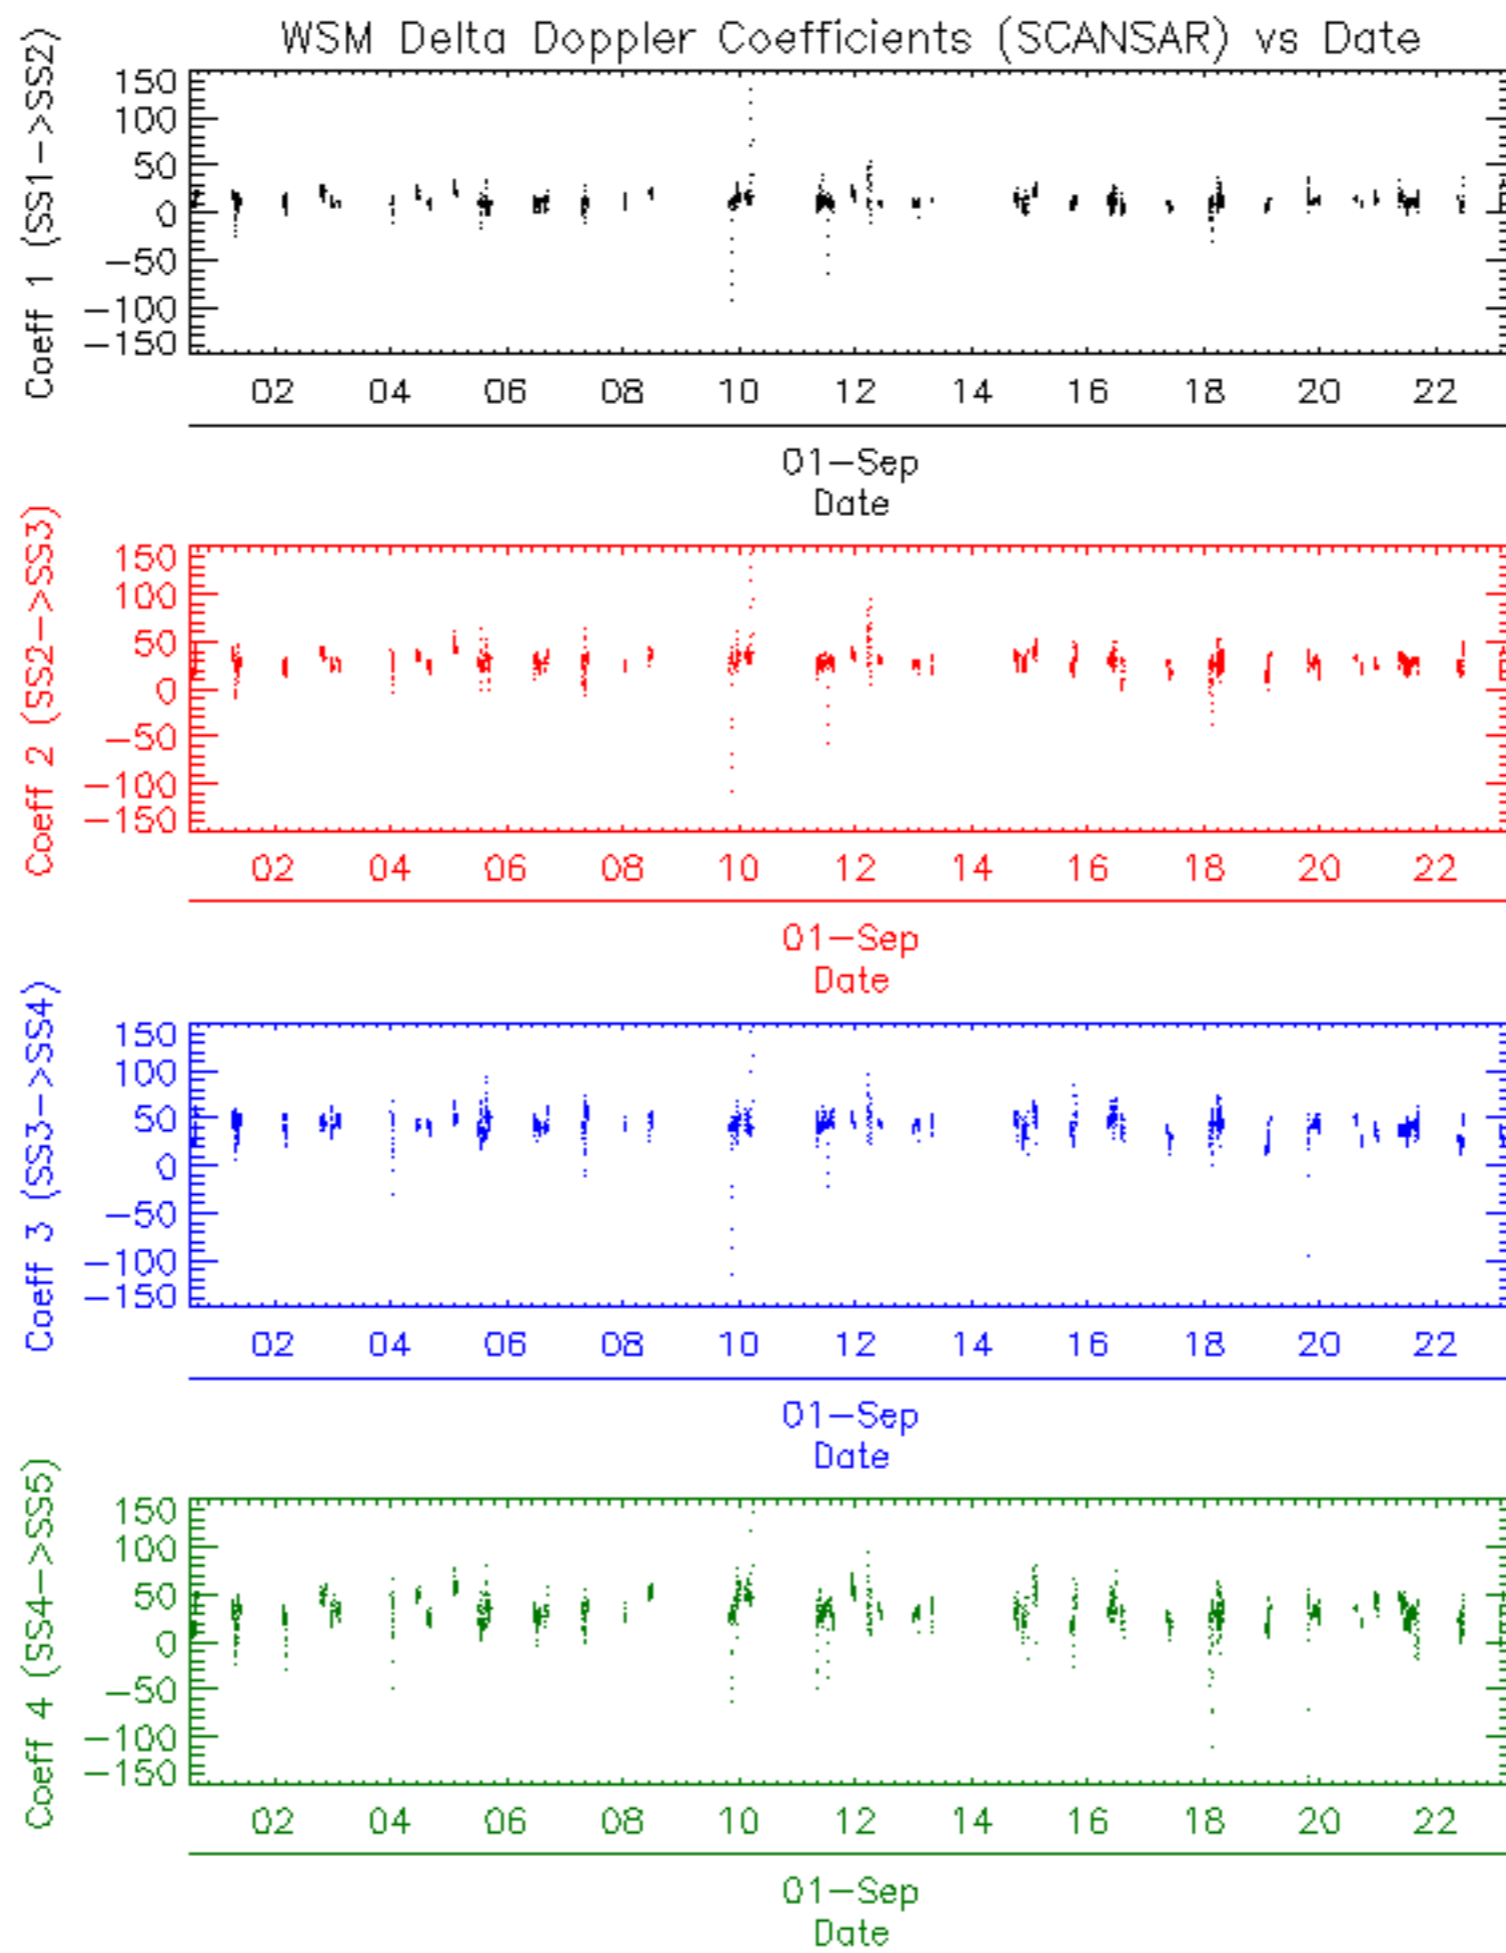 WSM Delta Doppler Coefficients (SCANSAR) vs Date
Coeff 1 (SS1->SS2)
150
100
50
0
-50
-100
-150
02 04 06 08 10 12 14 16 18 20 22
01-Sep
Date
Coeff 2 (SS2->SS3)
150
100
50
0
-50
-100
-150
02 04 06 08 10 12 14 16 18 20 22
01-Sep
Date
Coeff 3 (SS3->SS4)
150
100
50
0
-50
-100
-150
02 04 06 08 10 12 14 16 18 20 22
01-Sep
Date
Coeff 4 (SS4->SS5)
150
100
50
0
-50
-100
-150
02 04 06 08 10 12 14 16 18 20 22
01-Sep
Date